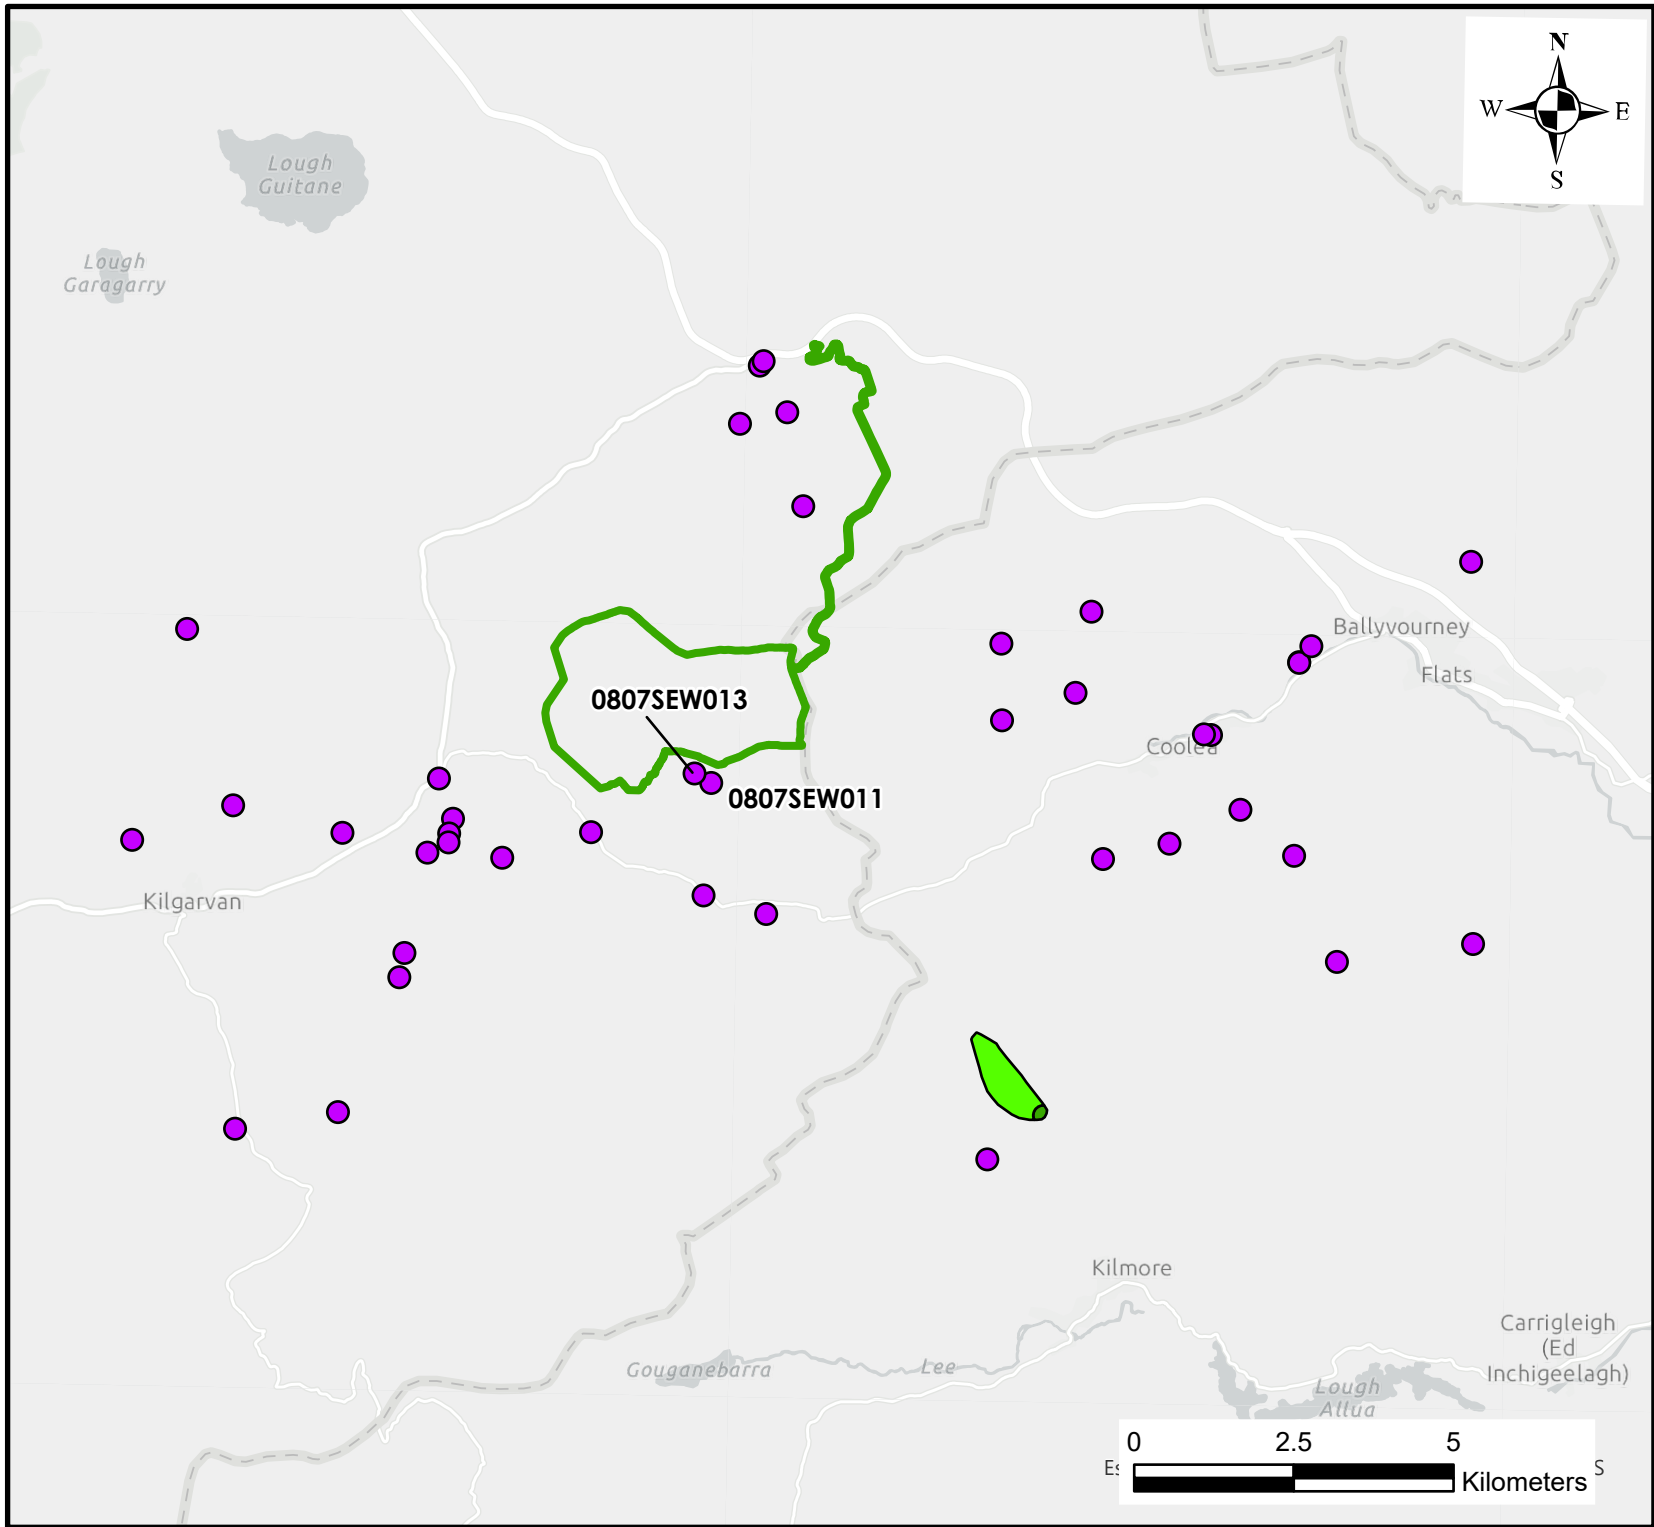 N
W
E
S
Lough
Guitane
Lough
Garagarry
Ballyvourney
Flats
0807SEW013
Coolea
0807SEW011
Kilgarvan
Kilmore
Carrigleigh
(Ed
Inchigeelagh)
Gouganebarra
Lee
Lough
Allua
0 2.5 5
Kilometers